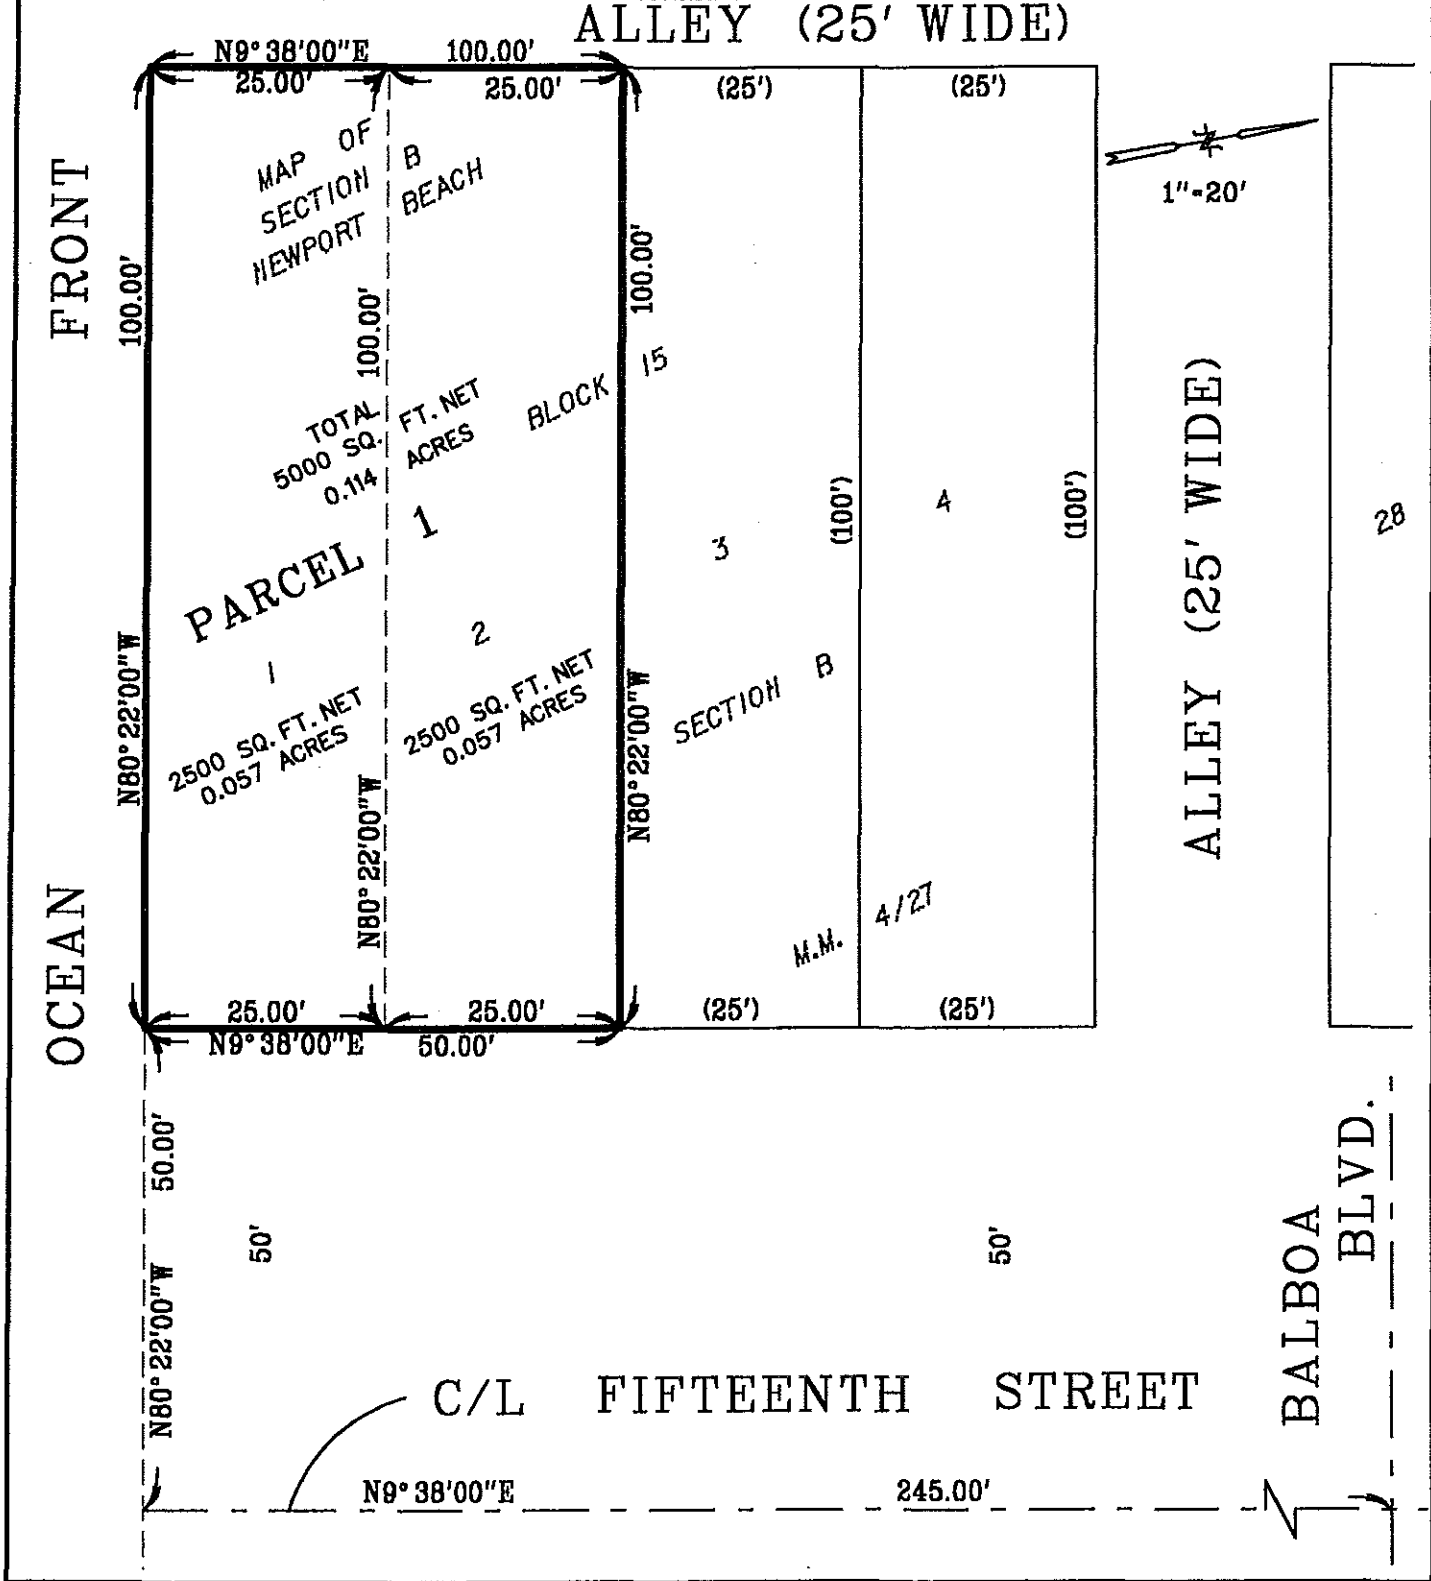 ALLEY (25' WIDE)
N9°38'00"E 100.00'
25.00' 25.00' (25') (25')
MAP OF
SECTION B
NEWPORT BEACH
1"=20'
FRONT
100.00'
100.00'
100.00'
TOTAL
5000 SQ. FT. NET
0.114 ACRES
BLOCK 15
PARCEL 1
3
(100')
4
(100')
ALLEY (25' WIDE)
28
1
2500 SQ. FT. NET
0.057 ACRES
2
2500 SQ. FT. NET
0.057 ACRES
SECTION B
N80°22'00"W
N80°22'00"W
N80°22'00"W
M.M. 4/27
OCEAN
25.00' 25.00' (25') (25')
N9°38'00"E 50.00'
50.00'
N80°22'00"W
50'
50'
BALBOA
BLVD.
C/L FIFTEENTH STREET
N9°38'00"E 245.00'